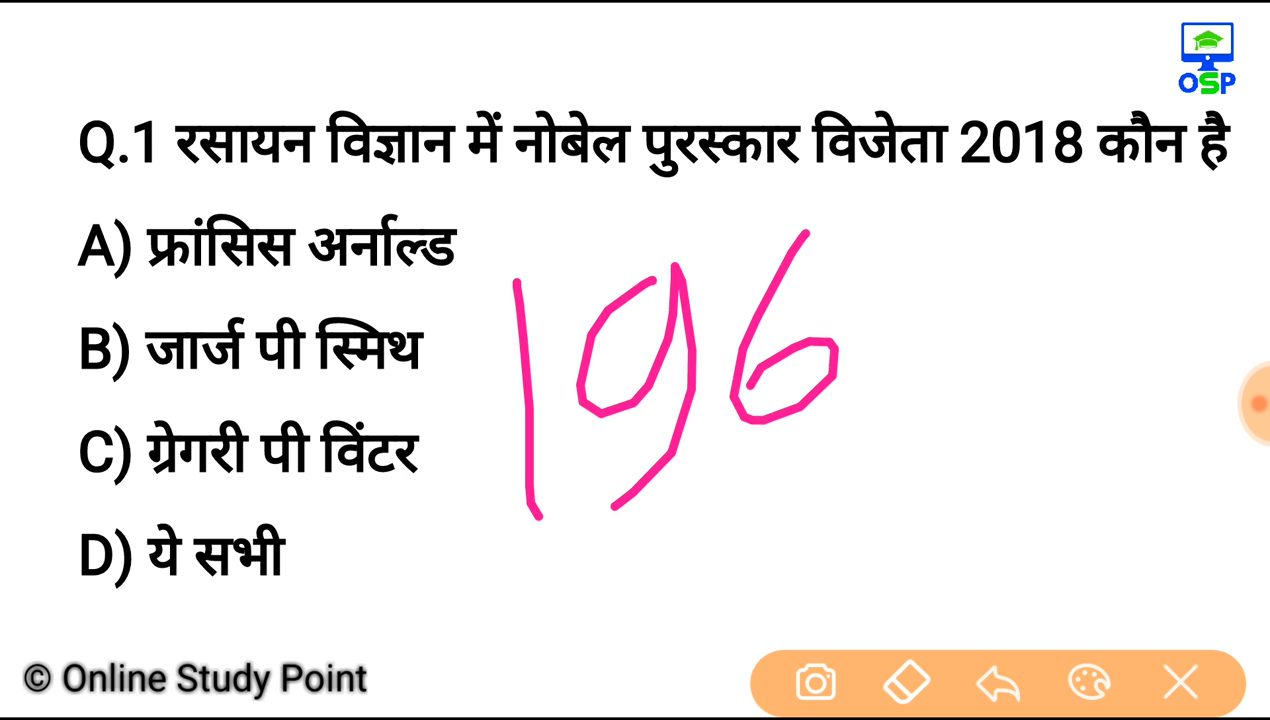 OSP
Q.1 रसायन विज्ञान में नोबेल पुरस्कार विजेता 2018 कौन है
A) फ्रांसिस अर्नाल्ड
B) जार्ज पी स्मिथ
C) ग्रेगरी पी विंटर
D) ये सभी
196
© Online Study Point